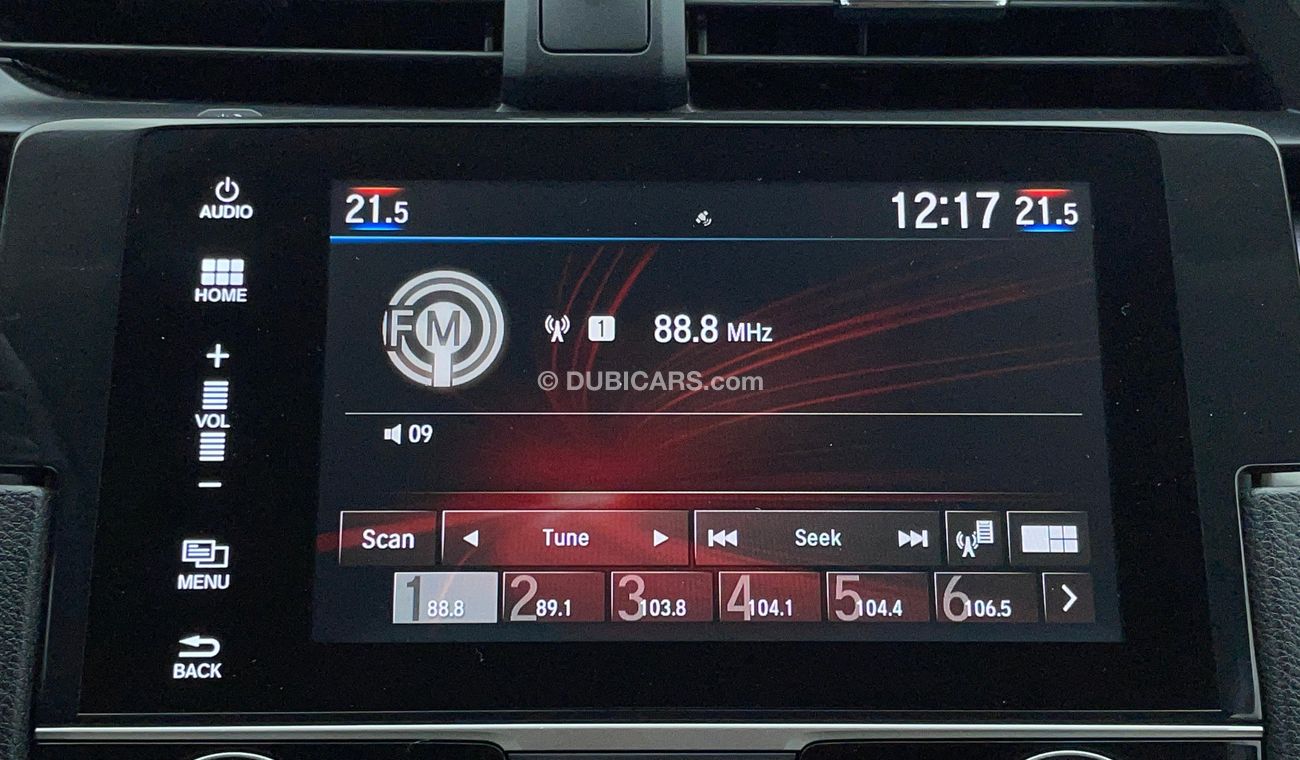 AUDIO
HOME
+
VOL
−
MENU
BACK
21.5 12:17 21.5
FM 1 88.8 MHz
© DUBICARS.com
09
Scan Tune Seek
1 88.8 2 89.1 3 103.8 4 104.1 5 104.4 6 106.5